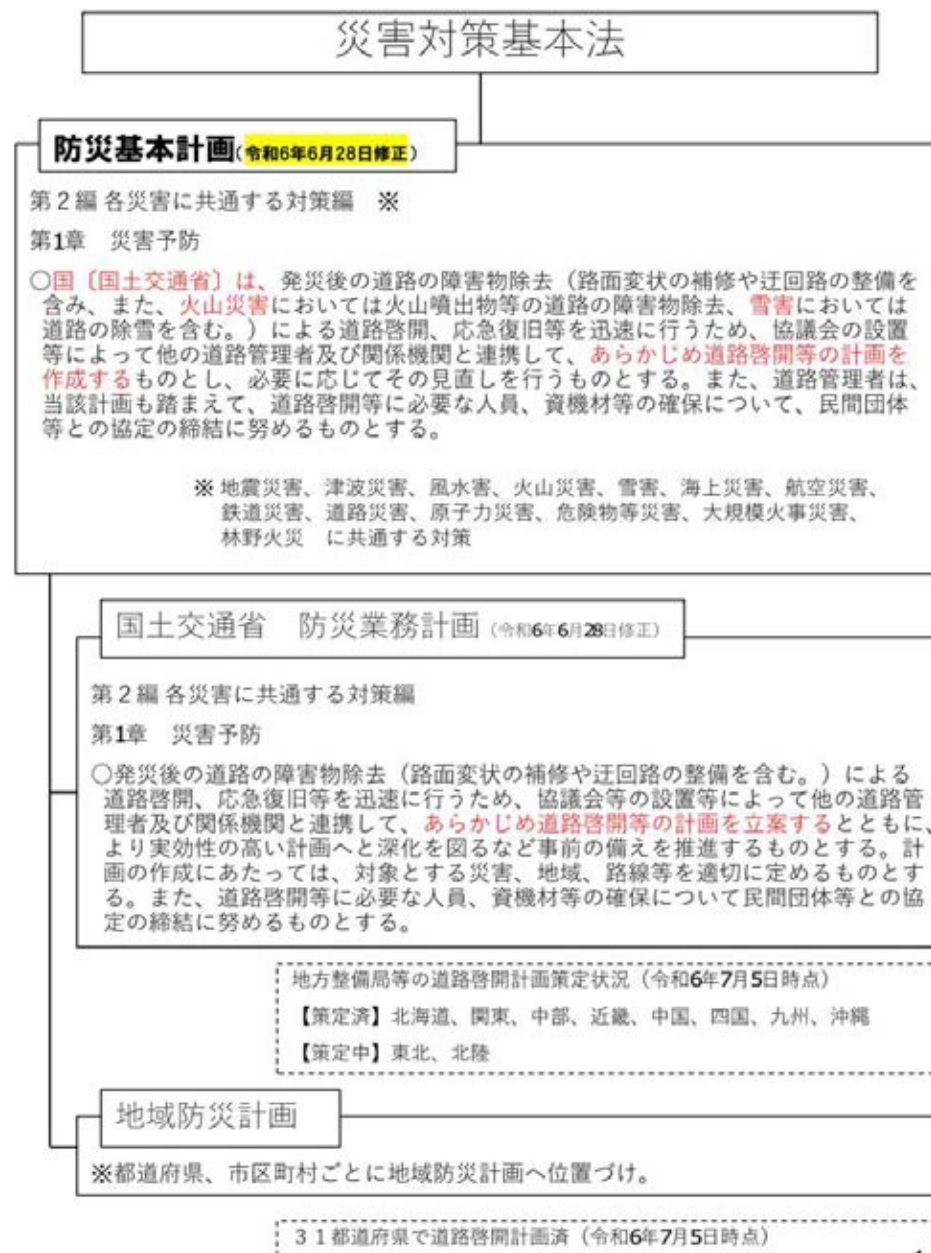 災害対策基本法
防災基本計画(令和6年6月28日修正)
第2編 各災害に共通する対策編　※
第1章　災害予防
○国〔国土交通省〕は、発災後の道路の障害物除去（路面変状の補修や迂回路の整備を
含み、また、火山災害においては火山噴出物等の道路の障害物除去、雪害においては
道路の除雪を含む。）による道路啓開、応急復旧等を迅速に行うため、協議会の設置
等によって他の道路管理者及び関係機関と連携して、あらかじめ道路啓開等の計画を
作成するものとし、必要に応じてその見直しを行うものとする。また、道路管理者は、
当該計画も踏まえて、道路啓開等に必要な人員、資機材等の確保について、民間団体
等との協定の締結に努めるものとする。
※ 地震災害、津波災害、風水害、火山災害、雪害、海上災害、航空災害、
鉄道災害、道路災害、原子力災害、危険物等災害、大規模火事災害、
林野火災　に共通する対策
国土交通省　防災業務計画（令和6年6月28日修正）
第2編 各災害に共通する対策編
第1章　災害予防
○発災後の道路の障害物除去（路面変状の補修や迂回路の整備を含む。）による
道路啓開、応急復旧等を迅速に行うため、協議会等の設置等によって他の道路管
理者及び関係機関と連携して、あらかじめ道路啓開等の計画を立案するとともに、
より実効性の高い計画へと深化を図るなど事前の備えを推進するものとする。計
画の作成にあたっては、対象とする災害、地域、路線等を適切に定めるものとす
る。また、道路啓開等に必要な人員、資機材等の確保について民間団体等との協
定の締結に努めるものとする。
地方整備局等の道路啓開計画策定状況（令和6年7月5日時点）
【策定済】北海道、関東、中部、近畿、中国、四国、九州、沖縄
【策定中】東北、北陸
地域防災計画
※都道府県、市区町村ごとに地域防災計画へ位置づけ。
３１都道府県で道路啓開計画済（令和6年7月5日時点）